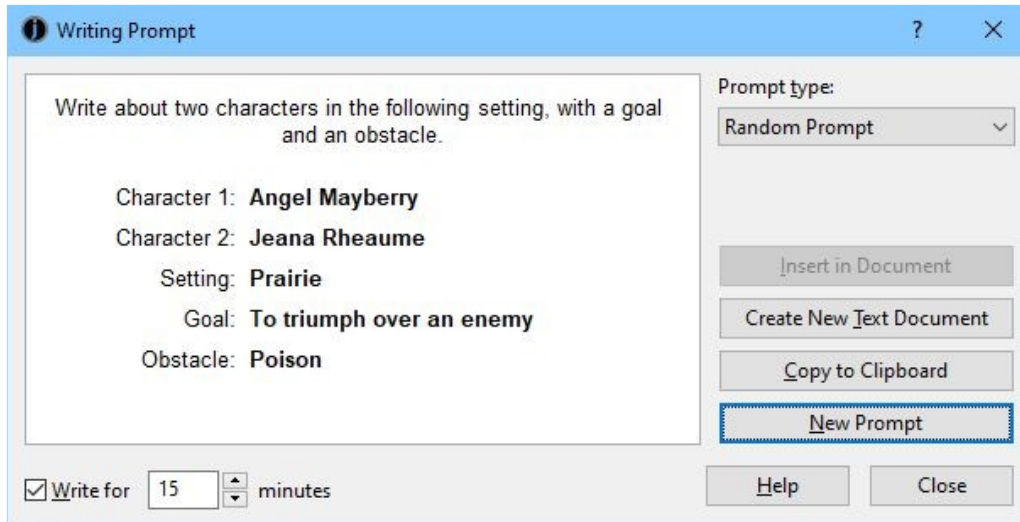 Writing Prompt
?
Write about two characters in the following setting, with a goal
and an obstacle.
Character 1: Angel Mayberry
Character 2: Jeana Rheaume
Setting: Prairie
Goal: To triumph over an enemy
Obstacle: Poison
Prompt type:
Random Prompt
Insert in Document
Create New Text Document
Copy to Clipboard
New Prompt
Write for 15 minutes
Help
Close